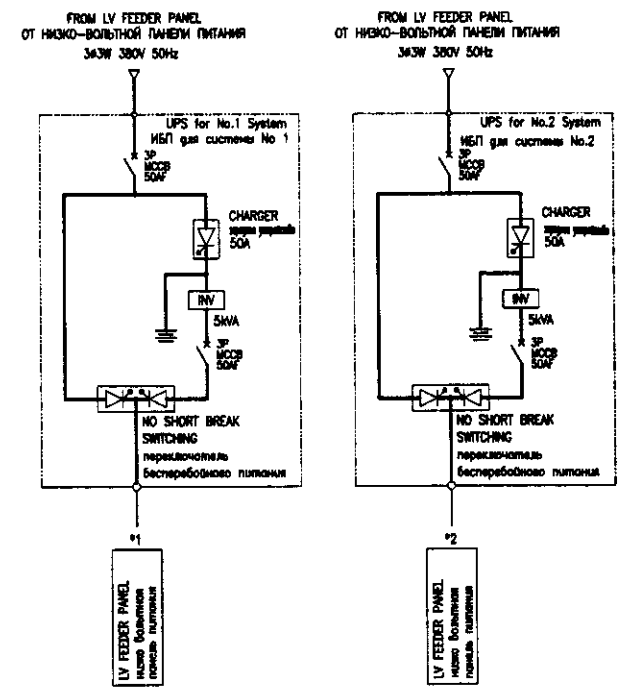 FROM LV FEEDER PANEL
ОТ НИЗКО-ВОЛЬТНОЙ ПАНЕЛИ ПИТАНИЯ
3ø3W 380V 50Hz
UPS for No.1 System
ИБП для системы No 1
3P
MCCB
50AF
CHARGER
50A
INV
5kVA
3P
MCCB
50AF
NO SHORT BREAK
SWITCHING
переключатель
бесперебойного питания
*1
LV FEEDER PANEL
низко вольтная
панель питания
FROM LV FEEDER PANEL
ОТ НИЗКО-ВОЛЬТНОЙ ПАНЕЛИ ПИТАНИЯ
3ø3W 380V 50Hz
UPS for No.2 System
ИБП для системы No.2
3P
MCCB
50AF
CHARGER
50A
INV
5kVA
3P
MCCB
50AF
NO SHORT BREAK
SWITCHING
переключатель
бесперебойного питания
*2
LV FEEDER PANEL
низко вольтная
панель питания